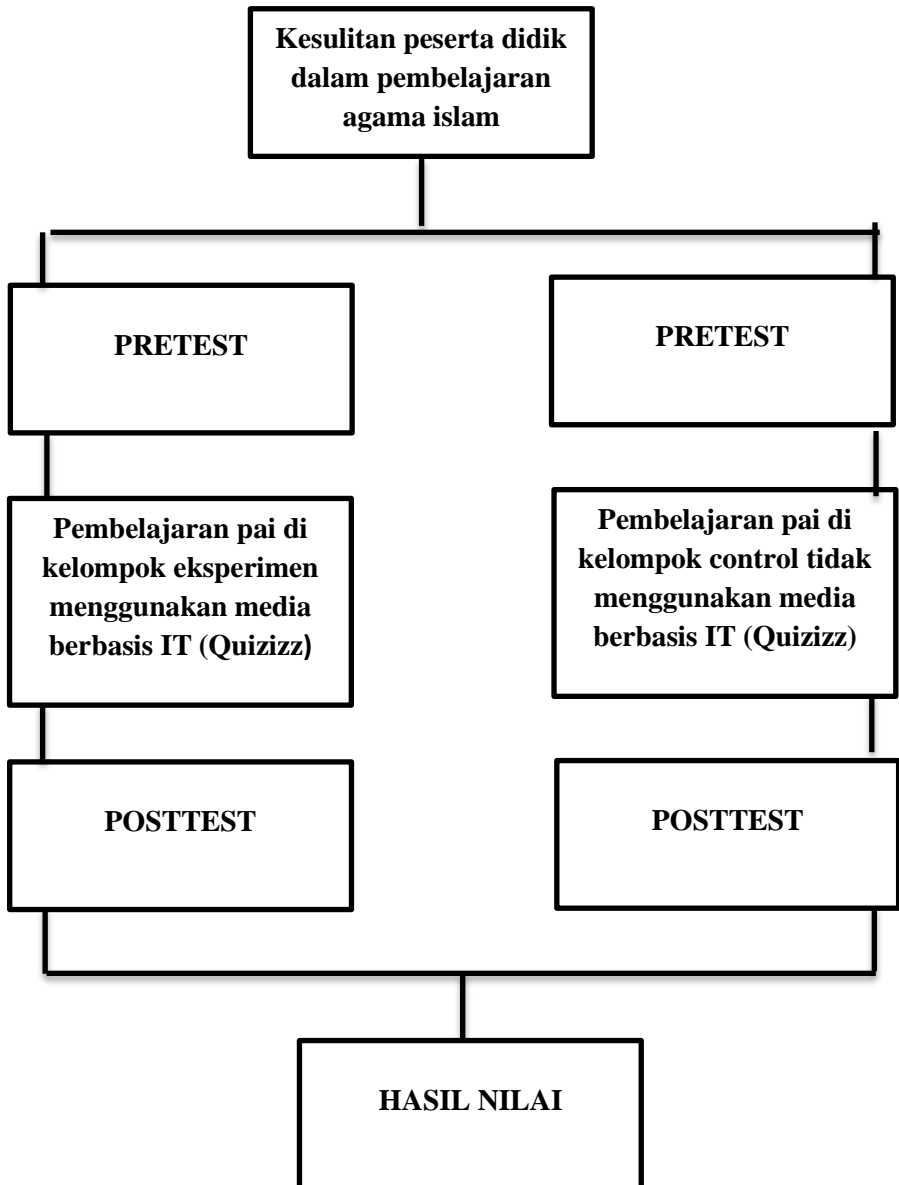 Kesulitan peserta didik
dalam pembelajaran
agama islam
PRETEST
PRETEST
Pembelajaran pai di
kelompok eksperimen
menggunakan media
berbasis IT (Quizizz)
Pembelajaran pai di
kelompok control tidak
menggunakan media
berbasis IT (Quizizz)
POSTTEST
POSTTEST
HASIL NILAI